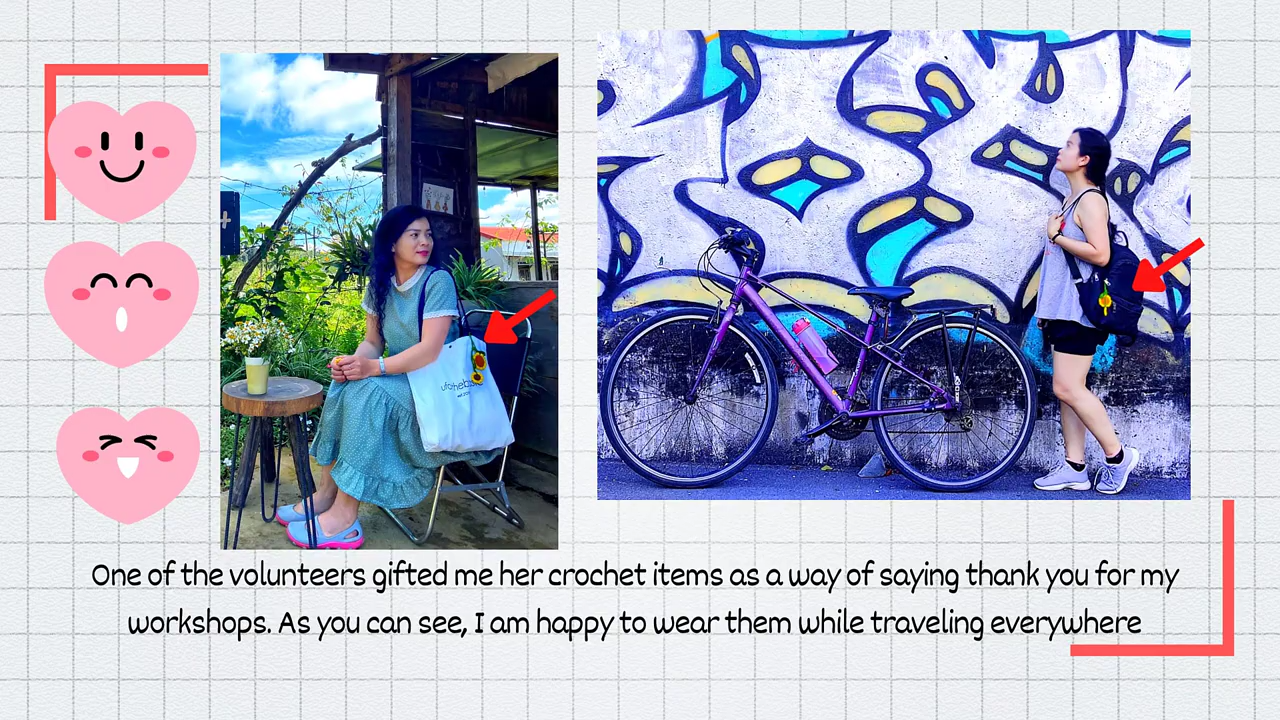 One of the volunteers gifted me her crochet items as a way of saying thank you for my
workshops. As you can see, I am happy to wear them while traveling everywhere